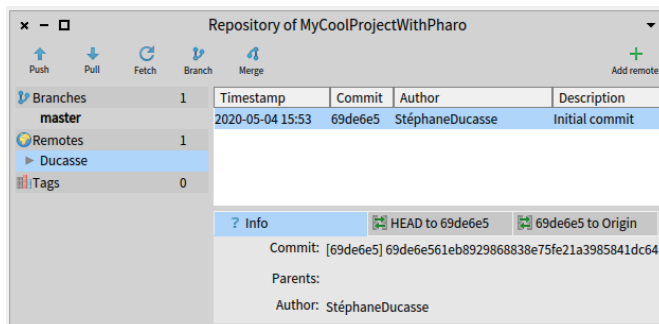 Repository of MyCoolProjectWithPharo
Push Pull Fetch Branch Merge Add remote
Branches 1
master
Remotes 1
Ducasse
Tags 0
Timestamp Commit Author Description
2020-05-04 15:53 69de6e5 StéphaneDucasse Initial commit
? Info HEAD to 69de6e5 69de6e5 to Origin
Commit: [69de6e5] 69de6e561eb8929868838e75fe21a3985841dc64
Parents:
Author: StéphaneDucasse